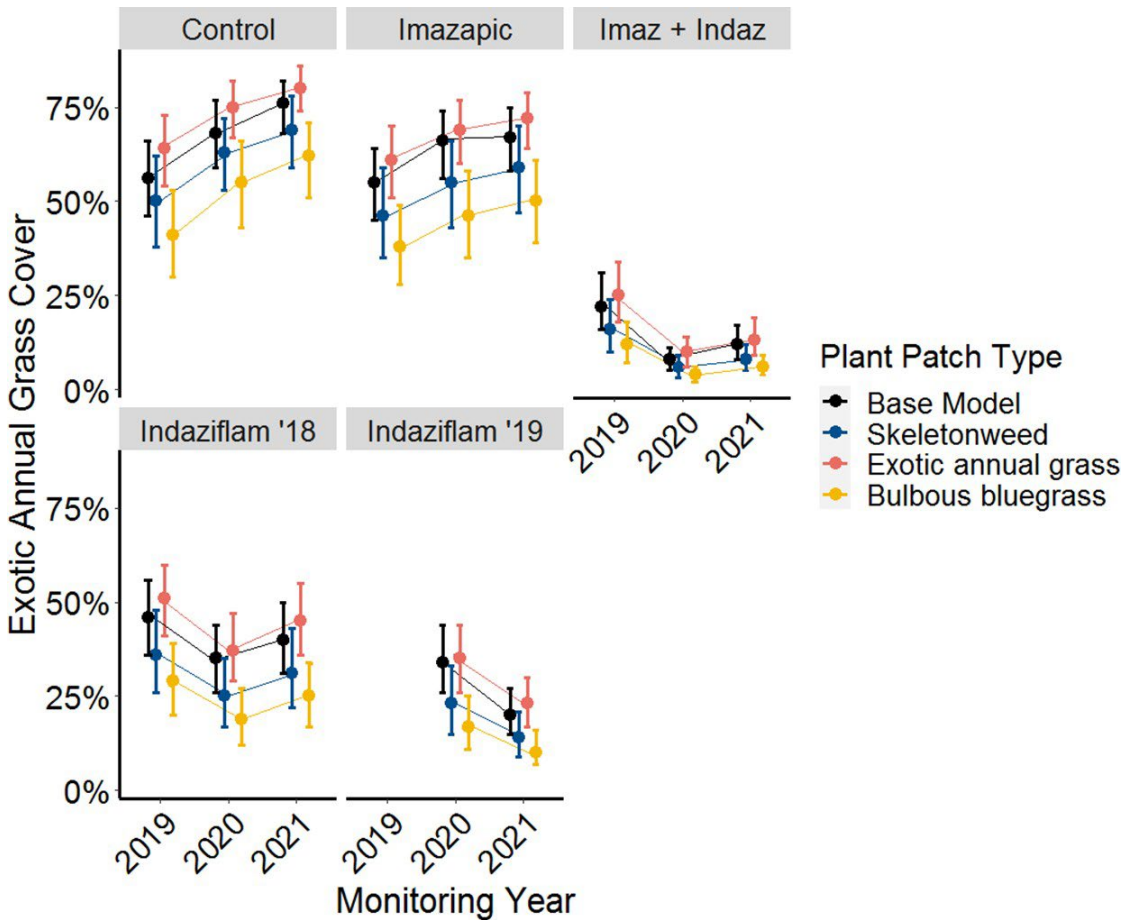 Control
Imazapic
Imaz + Indaz
Exotic Annual Grass Cover
75%
50%
25%
0%
2019
2020
2021
Indaziflam '18
Indaziflam '19
75%
50%
25%
0%
2019
2020
2021
2019
2020
2021
Monitoring Year
Plant Patch Type
Base Model
Skeletonweed
Exotic annual grass
Bulbous bluegrass